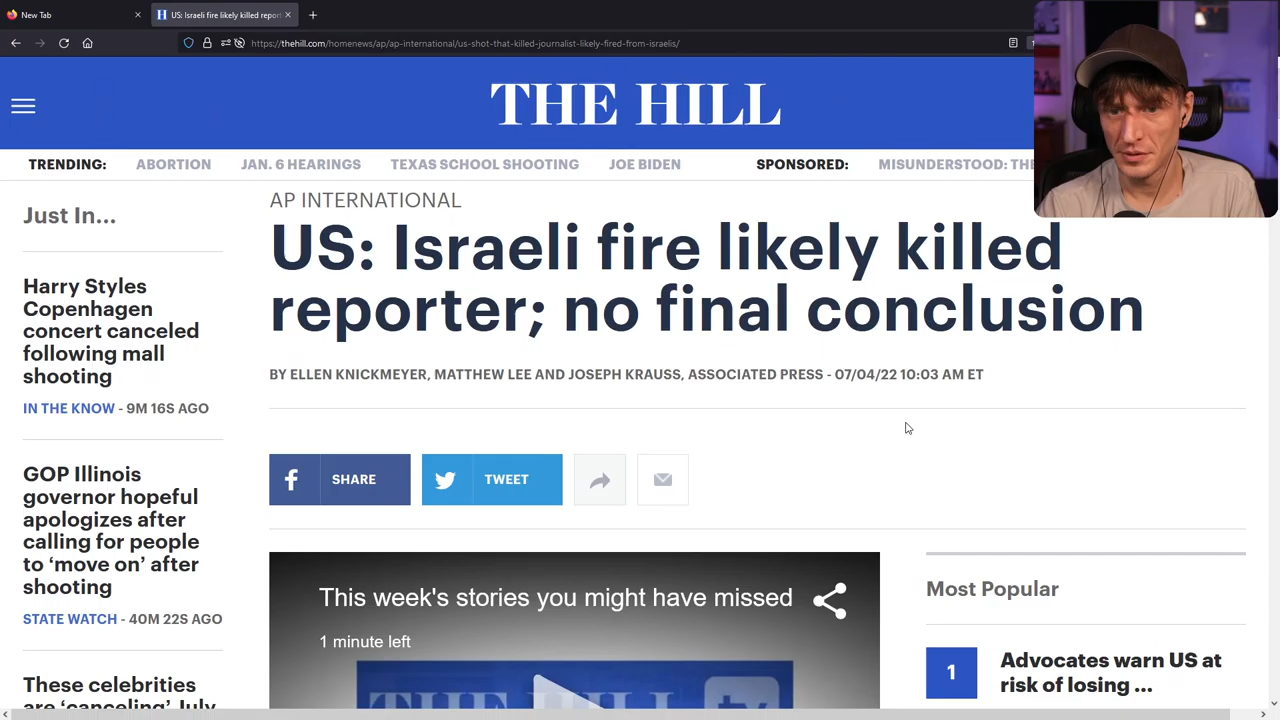 New Tab
US: Israeli fire likely killed repor
https://thehill.com/homenews/ap/ap-international/us-shot-that-killed-journalist-likely-fired-from-israelis/
THE HILL
TRENDING: ABORTION JAN. 6 HEARINGS TEXAS SCHOOL SHOOTING JOE BIDEN SPONSORED: MISUNDERSTOOD: THE
Just In...
Harry Styles
Copenhagen
concert canceled
following mall
shooting
IN THE KNOW - 9M 16S AGO
GOP Illinois
governor hopeful
apologizes after
calling for people
to ‘move on’ after
shooting
STATE WATCH - 40M 22S AGO
These celebrities
are ‘canceling’ July
AP INTERNATIONAL
US: Israeli fire likely killed
reporter; no final conclusion
BY ELLEN KNICKMEYER, MATTHEW LEE AND JOSEPH KRAUSS, ASSOCIATED PRESS - 07/04/22 10:03 AM ET
SHARE
TWEET
This week's stories you might have missed
1 minute left
THE HILL tv
Most Popular
1
Advocates warn US at
risk of losing ...